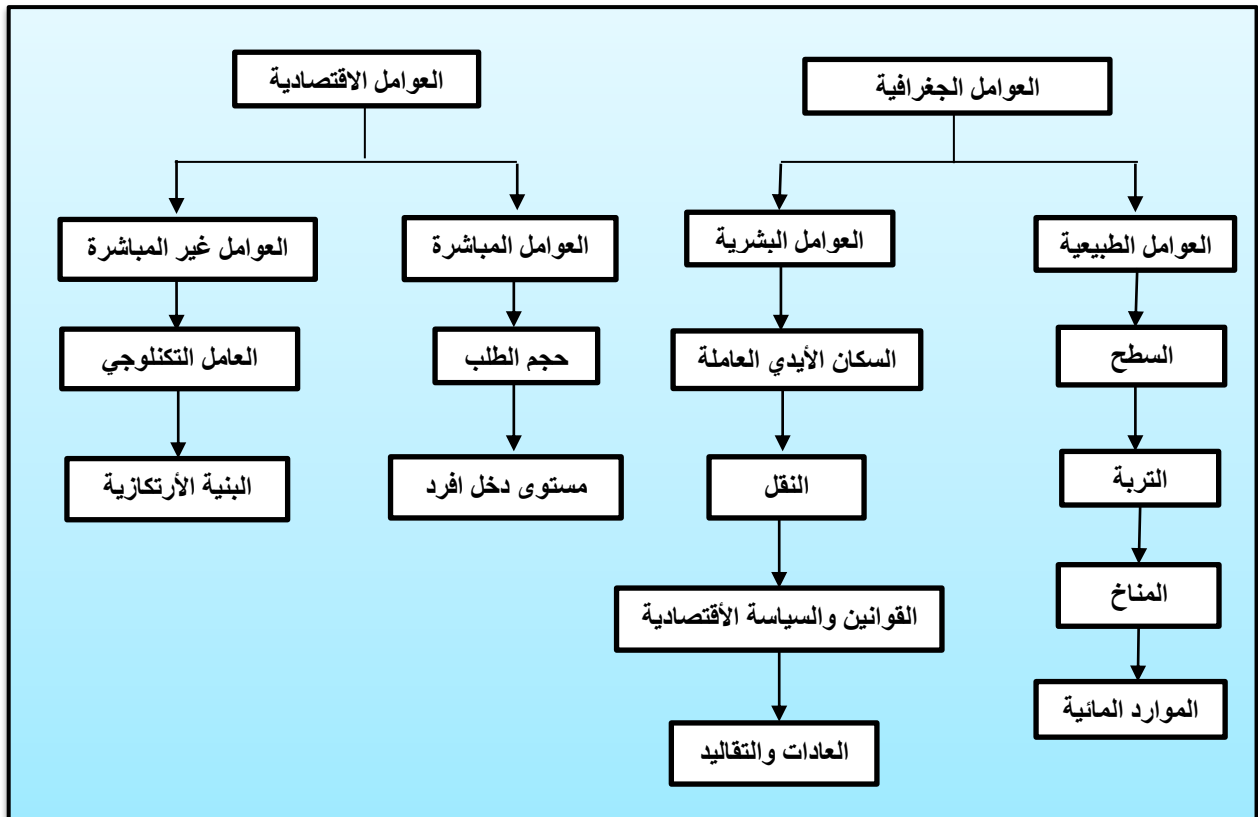 العوامل الجغرافية
العوامل الاقتصادية
العوامل الطبيعية
العوامل البشرية
العوامل المباشرة
العوامل غير المباشرة
السطح
السكان الأيدي العاملة
حجم الطلب
العامل التكنلوجي
التربة
النقل
مستوى دخل افرد
البنية الأرتكازية
المناخ
القوانين والسياسة الأقتصادية
الموارد المائية
العادات والتقاليد